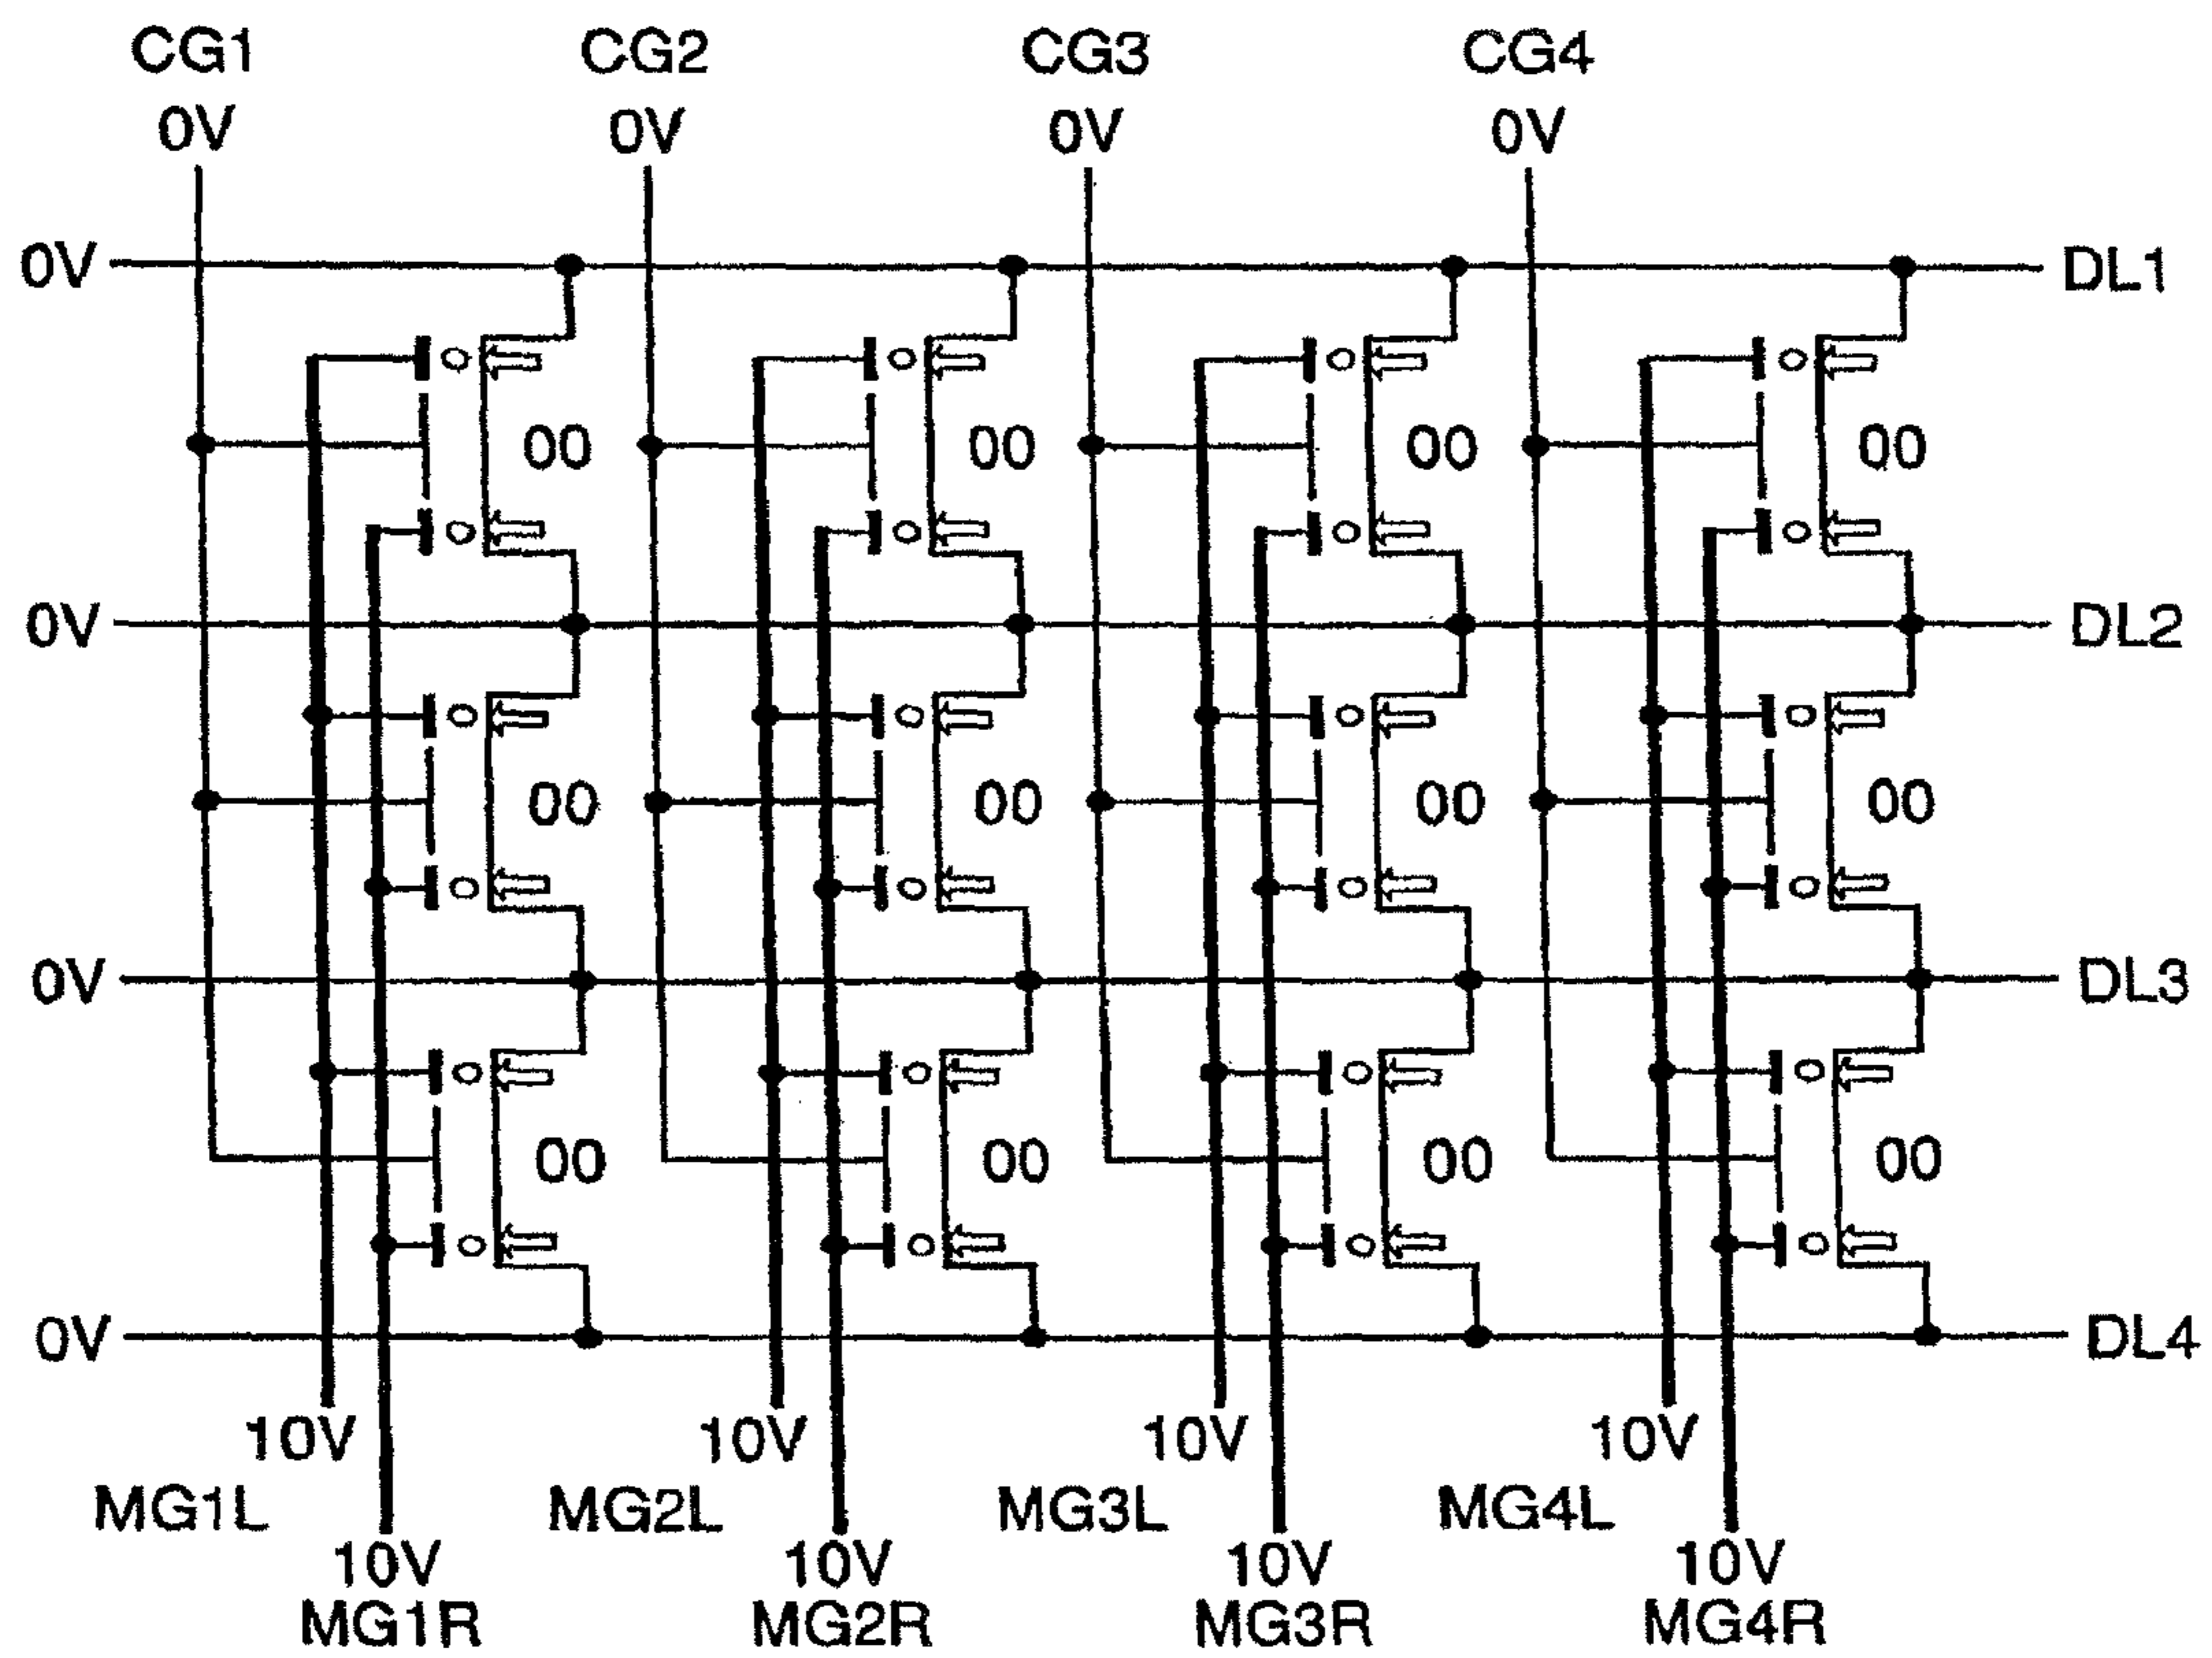 CG1 CG2 CG3 CG4
0V 0V 0V 0V
0V DL1
00 00 00 00
0V DL2
00 00 00 00
0V DL3
00 00 00 00
0V DL4
10V 10V 10V 10V
MG1L MG2L MG3L MG4L
10V 10V 10V 10V
MG1R MG2R MG3R MG4R